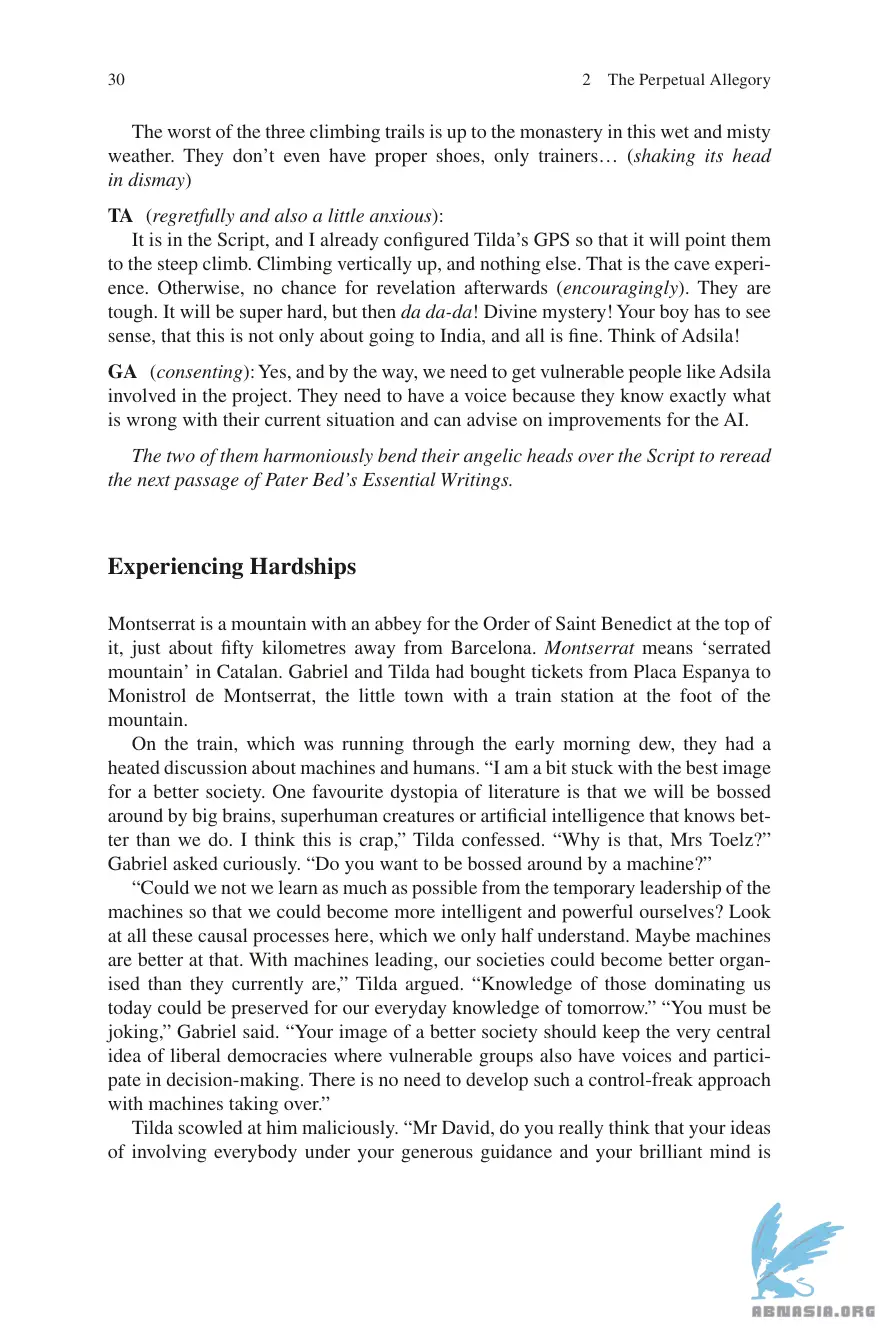 30
2 The Perpetual Allegory
The worst of the three climbing trails is up to the monastery in this wet and misty
weather. They don’t even have proper shoes, only trainers… (shaking its head
in dismay)
TA (regretfully and also a little anxious):
It is in the Script, and I already configured Tilda’s GPS so that it will point them
to the steep climb. Climbing vertically up, and nothing else. That is the cave experi-
ence. Otherwise, no chance for revelation afterwards (encouragingly). They are
tough. It will be super hard, but then da da-da! Divine mystery! Your boy has to see
sense, that this is not only about going to India, and all is fine. Think of Adsila!
GA (consenting): Yes, and by the way, we need to get vulnerable people like Adsila
involved in the project. They need to have a voice because they know exactly what
is wrong with their current situation and can advise on improvements for the AI.
The two of them harmoniously bend their angelic heads over the Script to reread
the next passage of Pater Bed’s Essential Writings.
Experiencing Hardships
Montserrat is a mountain with an abbey for the Order of Saint Benedict at the top of
it, just about fifty kilometres away from Barcelona. Montserrat means ‘serrated
mountain’ in Catalan. Gabriel and Tilda had bought tickets from Placa Espanya to
Monistrol de Montserrat, the little town with a train station at the foot of the
mountain.
On the train, which was running through the early morning dew, they had a
heated discussion about machines and humans. “I am a bit stuck with the best image
for a better society. One favourite dystopia of literature is that we will be bossed
around by big brains, superhuman creatures or artificial intelligence that knows bet-
ter than we do. I think this is crap,” Tilda confessed. “Why is that, Mrs Toelz?”
Gabriel asked curiously. “Do you want to be bossed around by a machine?”
“Could we not we learn as much as possible from the temporary leadership of the
machines so that we could become more intelligent and powerful ourselves? Look
at all these causal processes here, which we only half understand. Maybe machines
are better at that. With machines leading, our societies could become better organ-
ised than they currently are,” Tilda argued. “Knowledge of those dominating us
today could be preserved for our everyday knowledge of tomorrow.” “You must be
joking,” Gabriel said. “Your image of a better society should keep the very central
idea of liberal democracies where vulnerable groups also have voices and partici-
pate in decision-making. There is no need to develop such a control-freak approach
with machines taking over.”
Tilda scowled at him maliciously. “Mr David, do you really think that your ideas
of involving everybody under your generous guidance and your brilliant mind is
ABNASIA.ORG